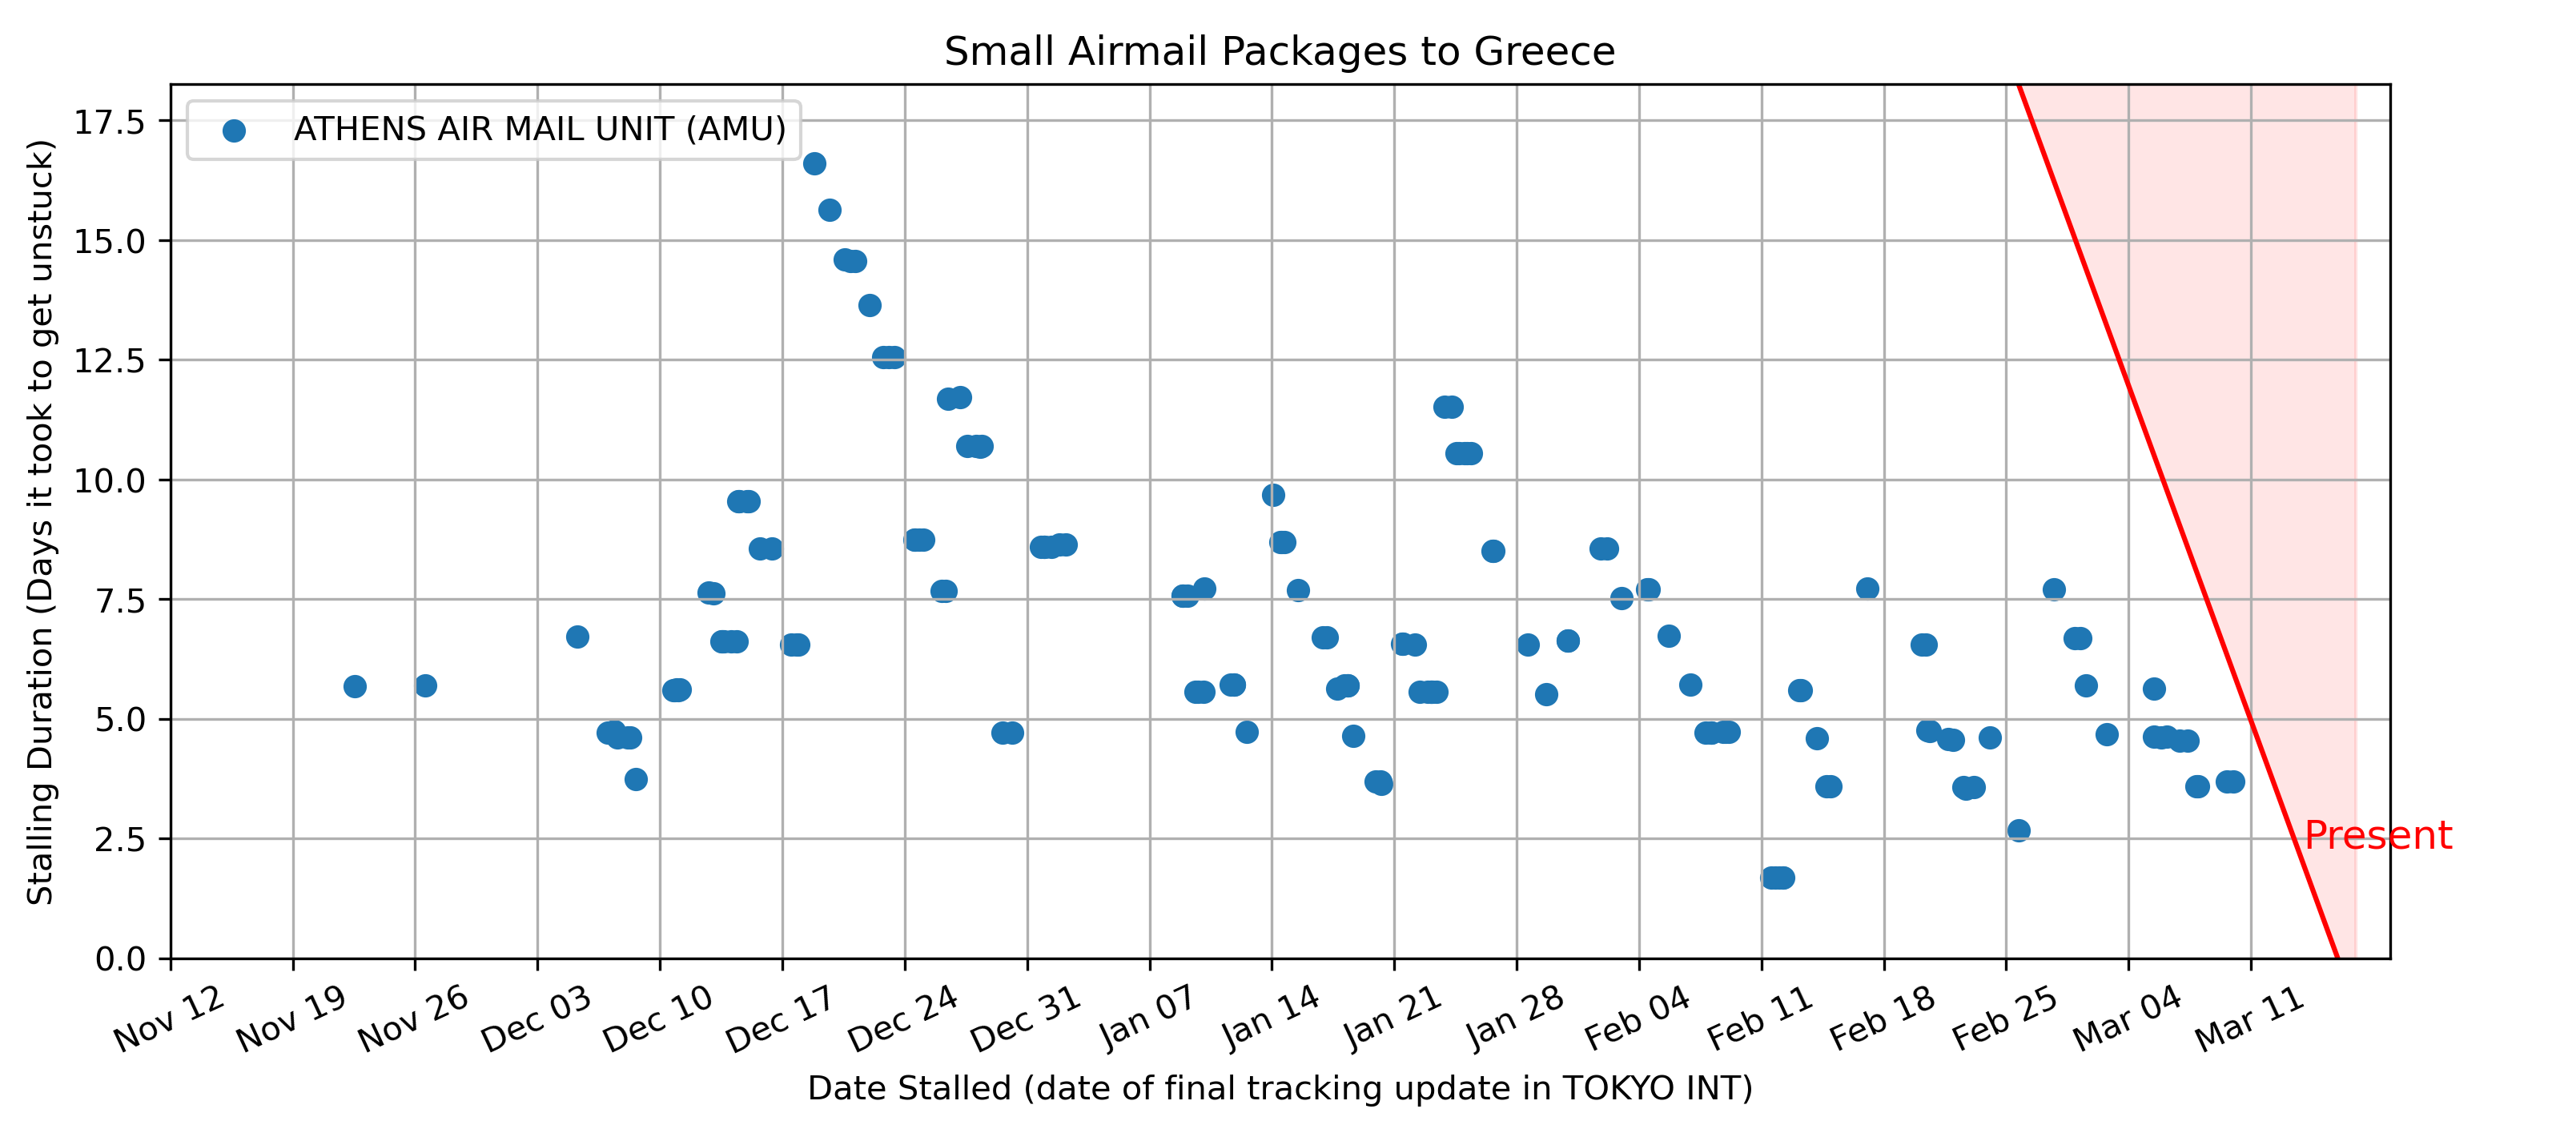 Small Airmail Packages to Greece
ATHENS AIR MAIL UNIT (AMU)
Stalling Duration (Days it took to get unstuck)
17.5
15.0
12.5
10.0
7.5
5.0
2.5
0.0
Present
Nov 12
Nov 19
Nov 26
Dec 03
Dec 10
Dec 17
Dec 24
Dec 31
Jan 07
Jan 14
Jan 21
Jan 28
Feb 04
Feb 11
Feb 18
Feb 25
Mar 04
Mar 11
Date Stalled (date of final tracking update in TOKYO INT)